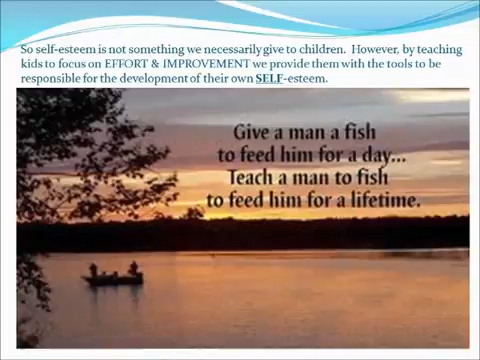 So self-esteem is not something we necessarily give to children.  However, by teaching
kids to focus on EFFORT & IMPROVEMENT we provide them with the tools to be
responsible for the development of their own SELF-esteem.
Give a man a fish
to feed him for a day...
Teach a man to fish
to feed him for a lifetime.